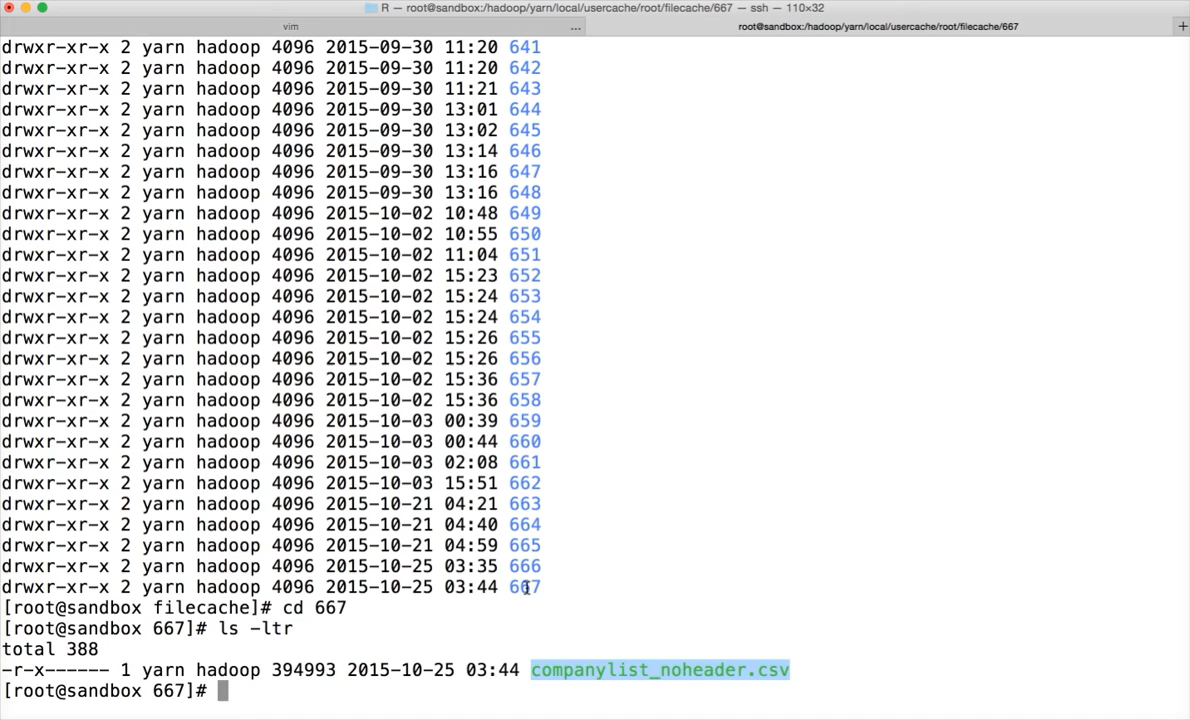 R — root@sandbox:/hadoop/yarn/local/usercache/root/filecache/667 — ssh — 110×32
vim ... root@sandbox:/hadoop/yarn/local/usercache/root/filecache/667 +
drwxr-xr-x 2 yarn hadoop 4096 2015-09-30 11:20 641
drwxr-xr-x 2 yarn hadoop 4096 2015-09-30 11:20 642
drwxr-xr-x 2 yarn hadoop 4096 2015-09-30 11:21 643
drwxr-xr-x 2 yarn hadoop 4096 2015-09-30 13:01 644
drwxr-xr-x 2 yarn hadoop 4096 2015-09-30 13:02 645
drwxr-xr-x 2 yarn hadoop 4096 2015-09-30 13:14 646
drwxr-xr-x 2 yarn hadoop 4096 2015-09-30 13:16 647
drwxr-xr-x 2 yarn hadoop 4096 2015-09-30 13:16 648
drwxr-xr-x 2 yarn hadoop 4096 2015-10-02 10:48 649
drwxr-xr-x 2 yarn hadoop 4096 2015-10-02 10:55 650
drwxr-xr-x 2 yarn hadoop 4096 2015-10-02 11:04 651
drwxr-xr-x 2 yarn hadoop 4096 2015-10-02 15:23 652
drwxr-xr-x 2 yarn hadoop 4096 2015-10-02 15:24 653
drwxr-xr-x 2 yarn hadoop 4096 2015-10-02 15:24 654
drwxr-xr-x 2 yarn hadoop 4096 2015-10-02 15:26 655
drwxr-xr-x 2 yarn hadoop 4096 2015-10-02 15:26 656
drwxr-xr-x 2 yarn hadoop 4096 2015-10-02 15:36 657
drwxr-xr-x 2 yarn hadoop 4096 2015-10-02 15:36 658
drwxr-xr-x 2 yarn hadoop 4096 2015-10-03 00:39 659
drwxr-xr-x 2 yarn hadoop 4096 2015-10-03 00:44 660
drwxr-xr-x 2 yarn hadoop 4096 2015-10-03 02:08 661
drwxr-xr-x 2 yarn hadoop 4096 2015-10-03 15:51 662
drwxr-xr-x 2 yarn hadoop 4096 2015-10-21 04:21 663
drwxr-xr-x 2 yarn hadoop 4096 2015-10-21 04:40 664
drwxr-xr-x 2 yarn hadoop 4096 2015-10-21 04:59 665
drwxr-xr-x 2 yarn hadoop 4096 2015-10-25 03:35 666
drwxr-xr-x 2 yarn hadoop 4096 2015-10-25 03:44 667
[root@sandbox filecache]# cd 667
[root@sandbox 667]# ls -ltr
total 388
-r-x------ 1 yarn hadoop 394993 2015-10-25 03:44 companylist_noheader.csv
[root@sandbox 667]#